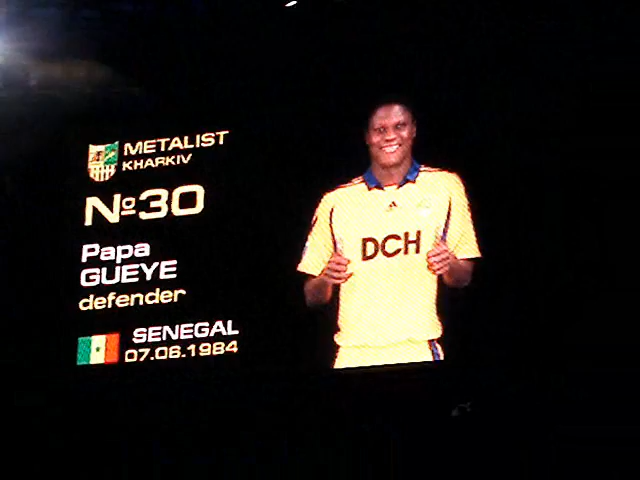 METALIST
KHARKIV
№30
Papa
GUEYE
defender
SENEGAL
07.06.1984
DCH